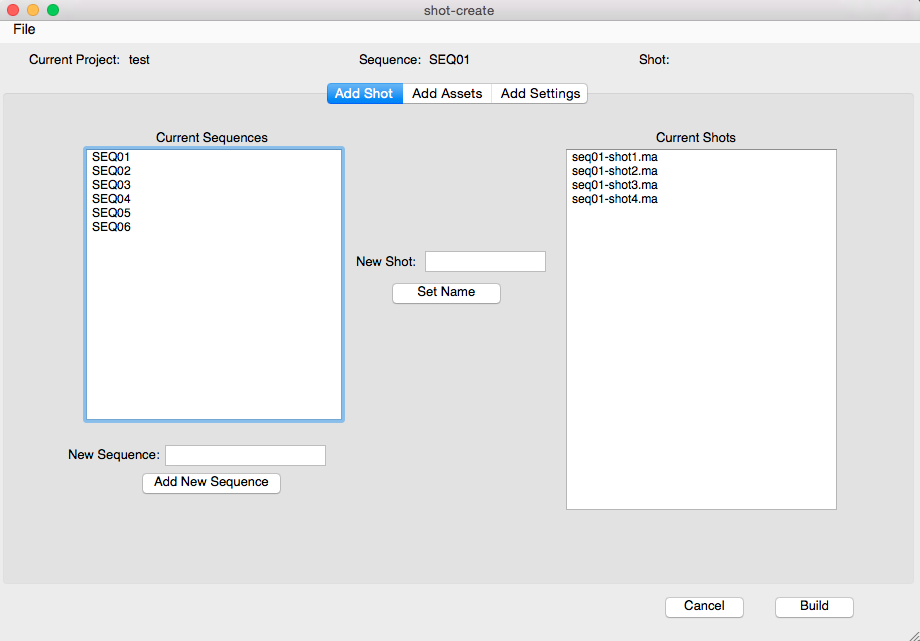 shot-create
File
Current Project: test Sequence: SEQ01 Shot:
Add Shot Add Assets Add Settings
Current Sequences
SEQ01
SEQ02
SEQ03
SEQ04
SEQ05
SEQ06
New Sequence:
Add New Sequence
New Shot:
Set Name
Current Shots
seq01-shot1.ma
seq01-shot2.ma
seq01-shot3.ma
seq01-shot4.ma
Cancel Build